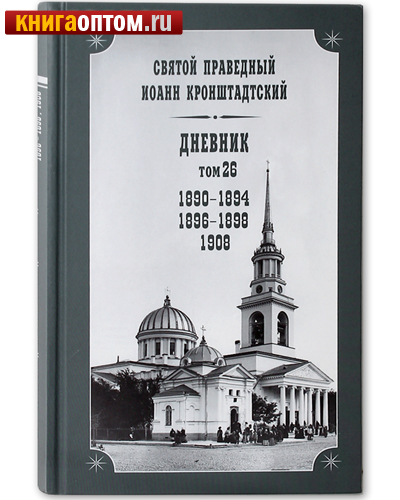 книгаоптом.ru
СВЯТОЙ ПРАВЕДНЫЙ
ИОАНН КРОНШТАДТСКИЙ
ДНЕВНИК
ТОМ 26
1890–1894
1896–1898
1908